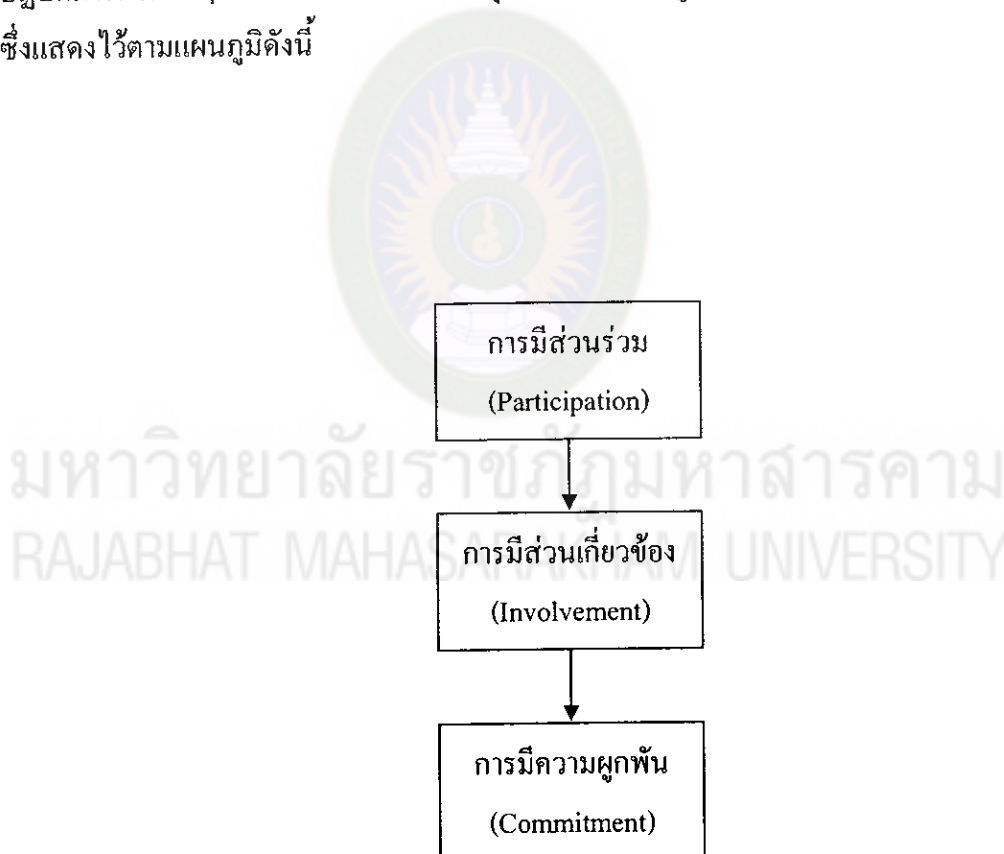 ซึ่งแสดงไว้ตามแผนภูมิดังนี้
การมีส่วนร่วม
(Participation)
มหาวิทยาลัยราชภัฏมหาสารคาม
การมีส่วนเกี่ยวข้อง
RAJABHAT MAHASARAKHAM UNIVERSITY
(Involvement)
การมีความผูกพัน
(Commitment)